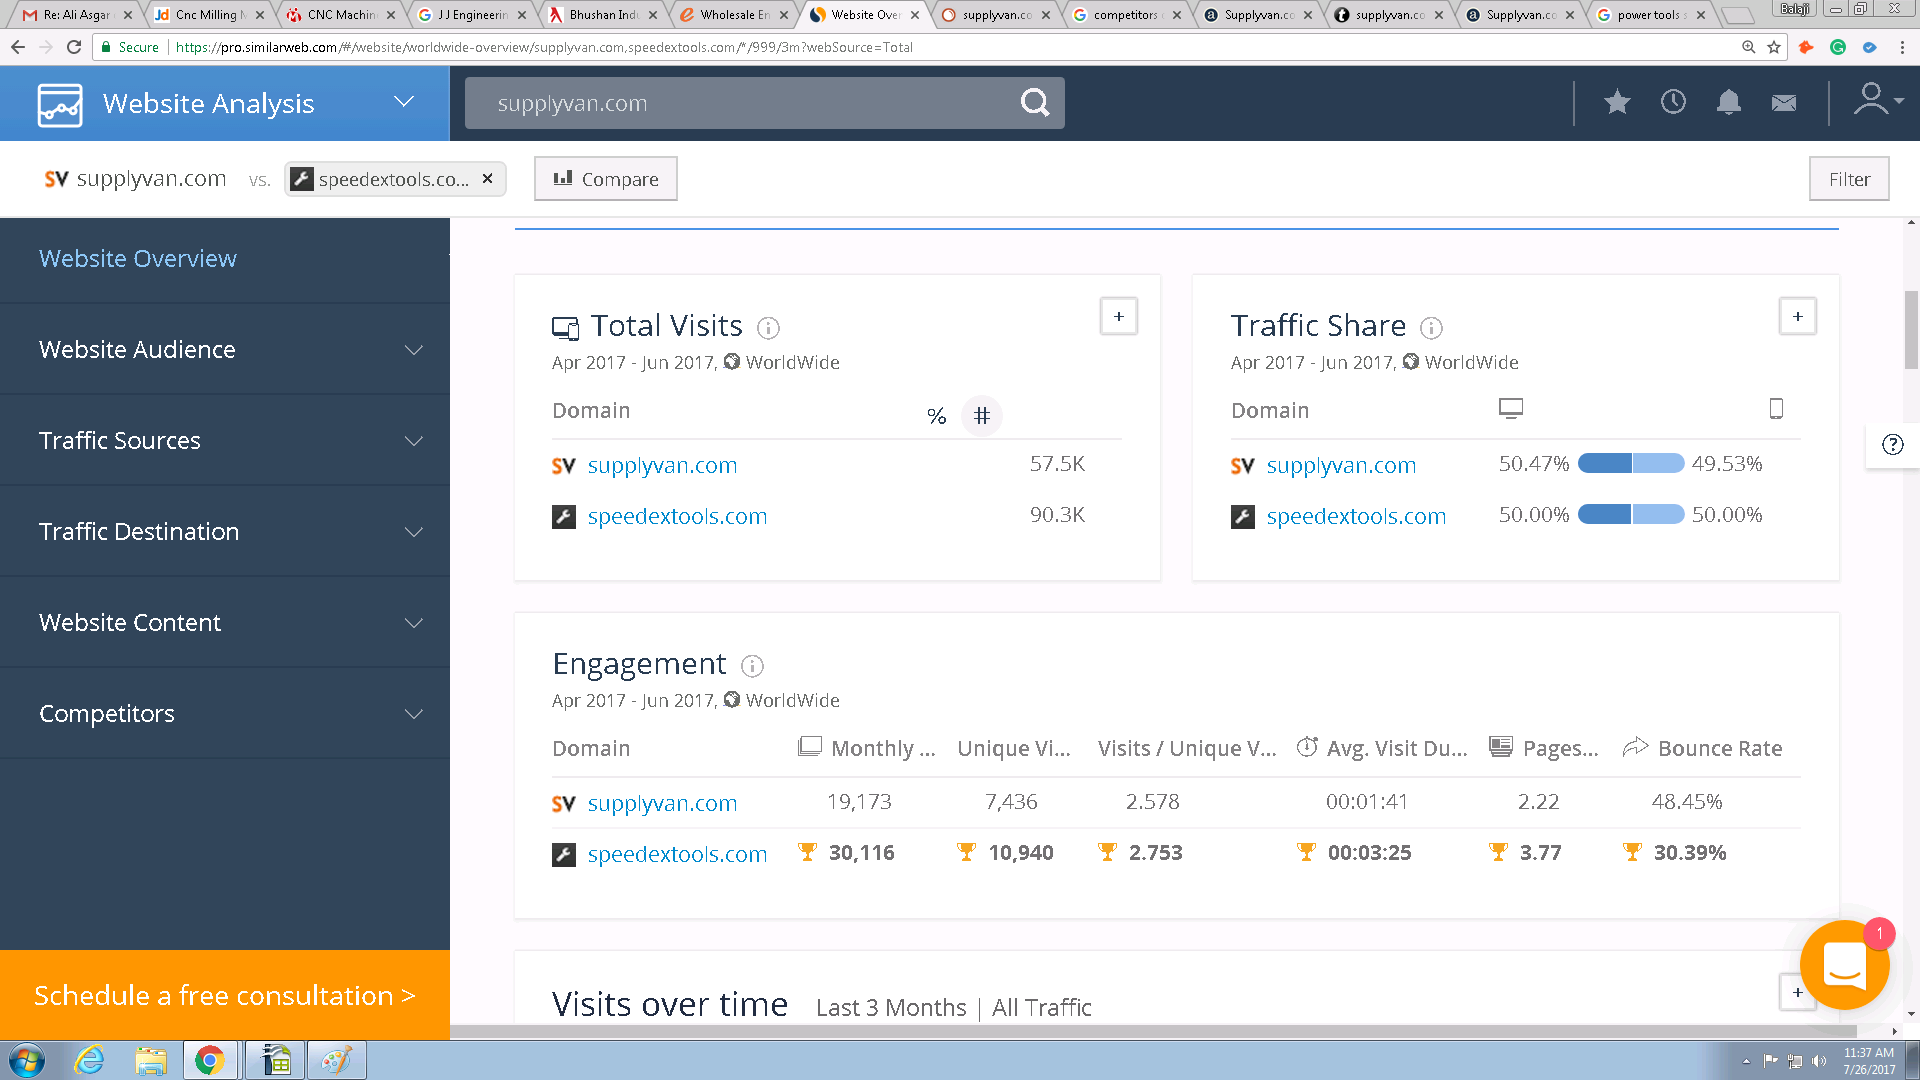 Re: Ali Asgar
Cnc Milling M
CNC Machin
J J Engineerin
Bhushan Indu
Wholesale En
Website Over
supplyvan.co
competitors
Supplyvan.co
supplyvan.co
Supplyvan.co
power tools s
Balaji
Secure
https://pro.similarweb.com/#/website/worldwide-overview/supplyvan.com,speedextools.com/*/999/3m?webSource=Total
Website Analysis
supplyvan.com
SV supplyvan.com vs. speedextools.co...
Compare
Filter
Website Overview
Website Audience
Traffic Sources
Traffic Destination
Website Content
Competitors
Schedule a free consultation >
Total Visits
Apr 2017 - Jun 2017, WorldWide
Domain % #
SV supplyvan.com 57.5K
speedextools.com 90.3K
Traffic Share
Apr 2017 - Jun 2017, WorldWide
Domain
SV supplyvan.com 50.47% 49.53%
speedextools.com 50.00% 50.00%
Engagement
Apr 2017 - Jun 2017, WorldWide
Domain Monthly ... Unique Vi... Visits / Unique V... Avg. Visit Du... Pages... Bounce Rate
SV supplyvan.com 19,173 7,436 2.578 00:01:41 2.22 48.45%
speedextools.com 30,116 10,940 2.753 00:03:25 3.77 30.39%
Visits over time Last 3 Months | All Traffic
1
11:37 AM
7/26/2017